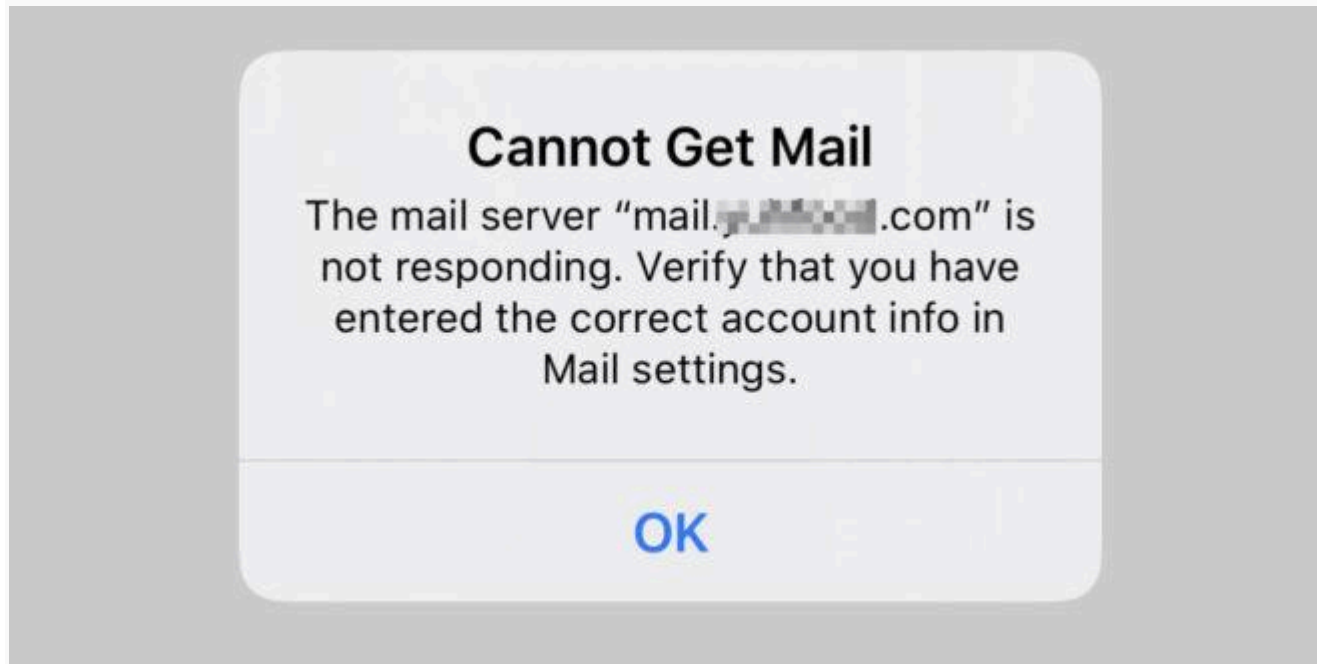 Cannot Get Mail
The mail server “mail. .com” is
not responding. Verify that you have
entered the correct account info in
Mail settings.
OK